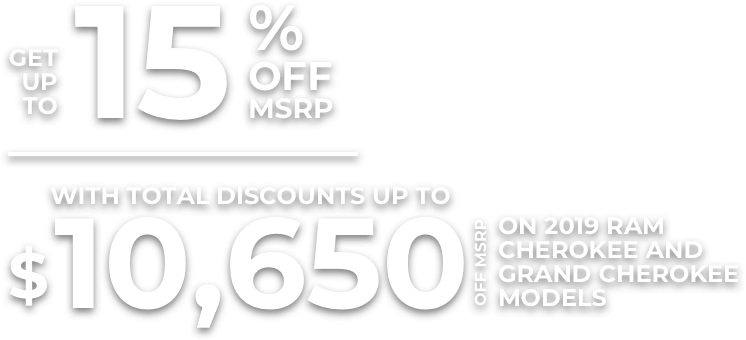 GET
UP
TO
15
%
OFF
MSRP
WITH TOTAL DISCOUNTS UP TO
$10,650
OFF MSRP
ON 2019 RAM
CHEROKEE AND
GRAND CHEROKEE
MODELS